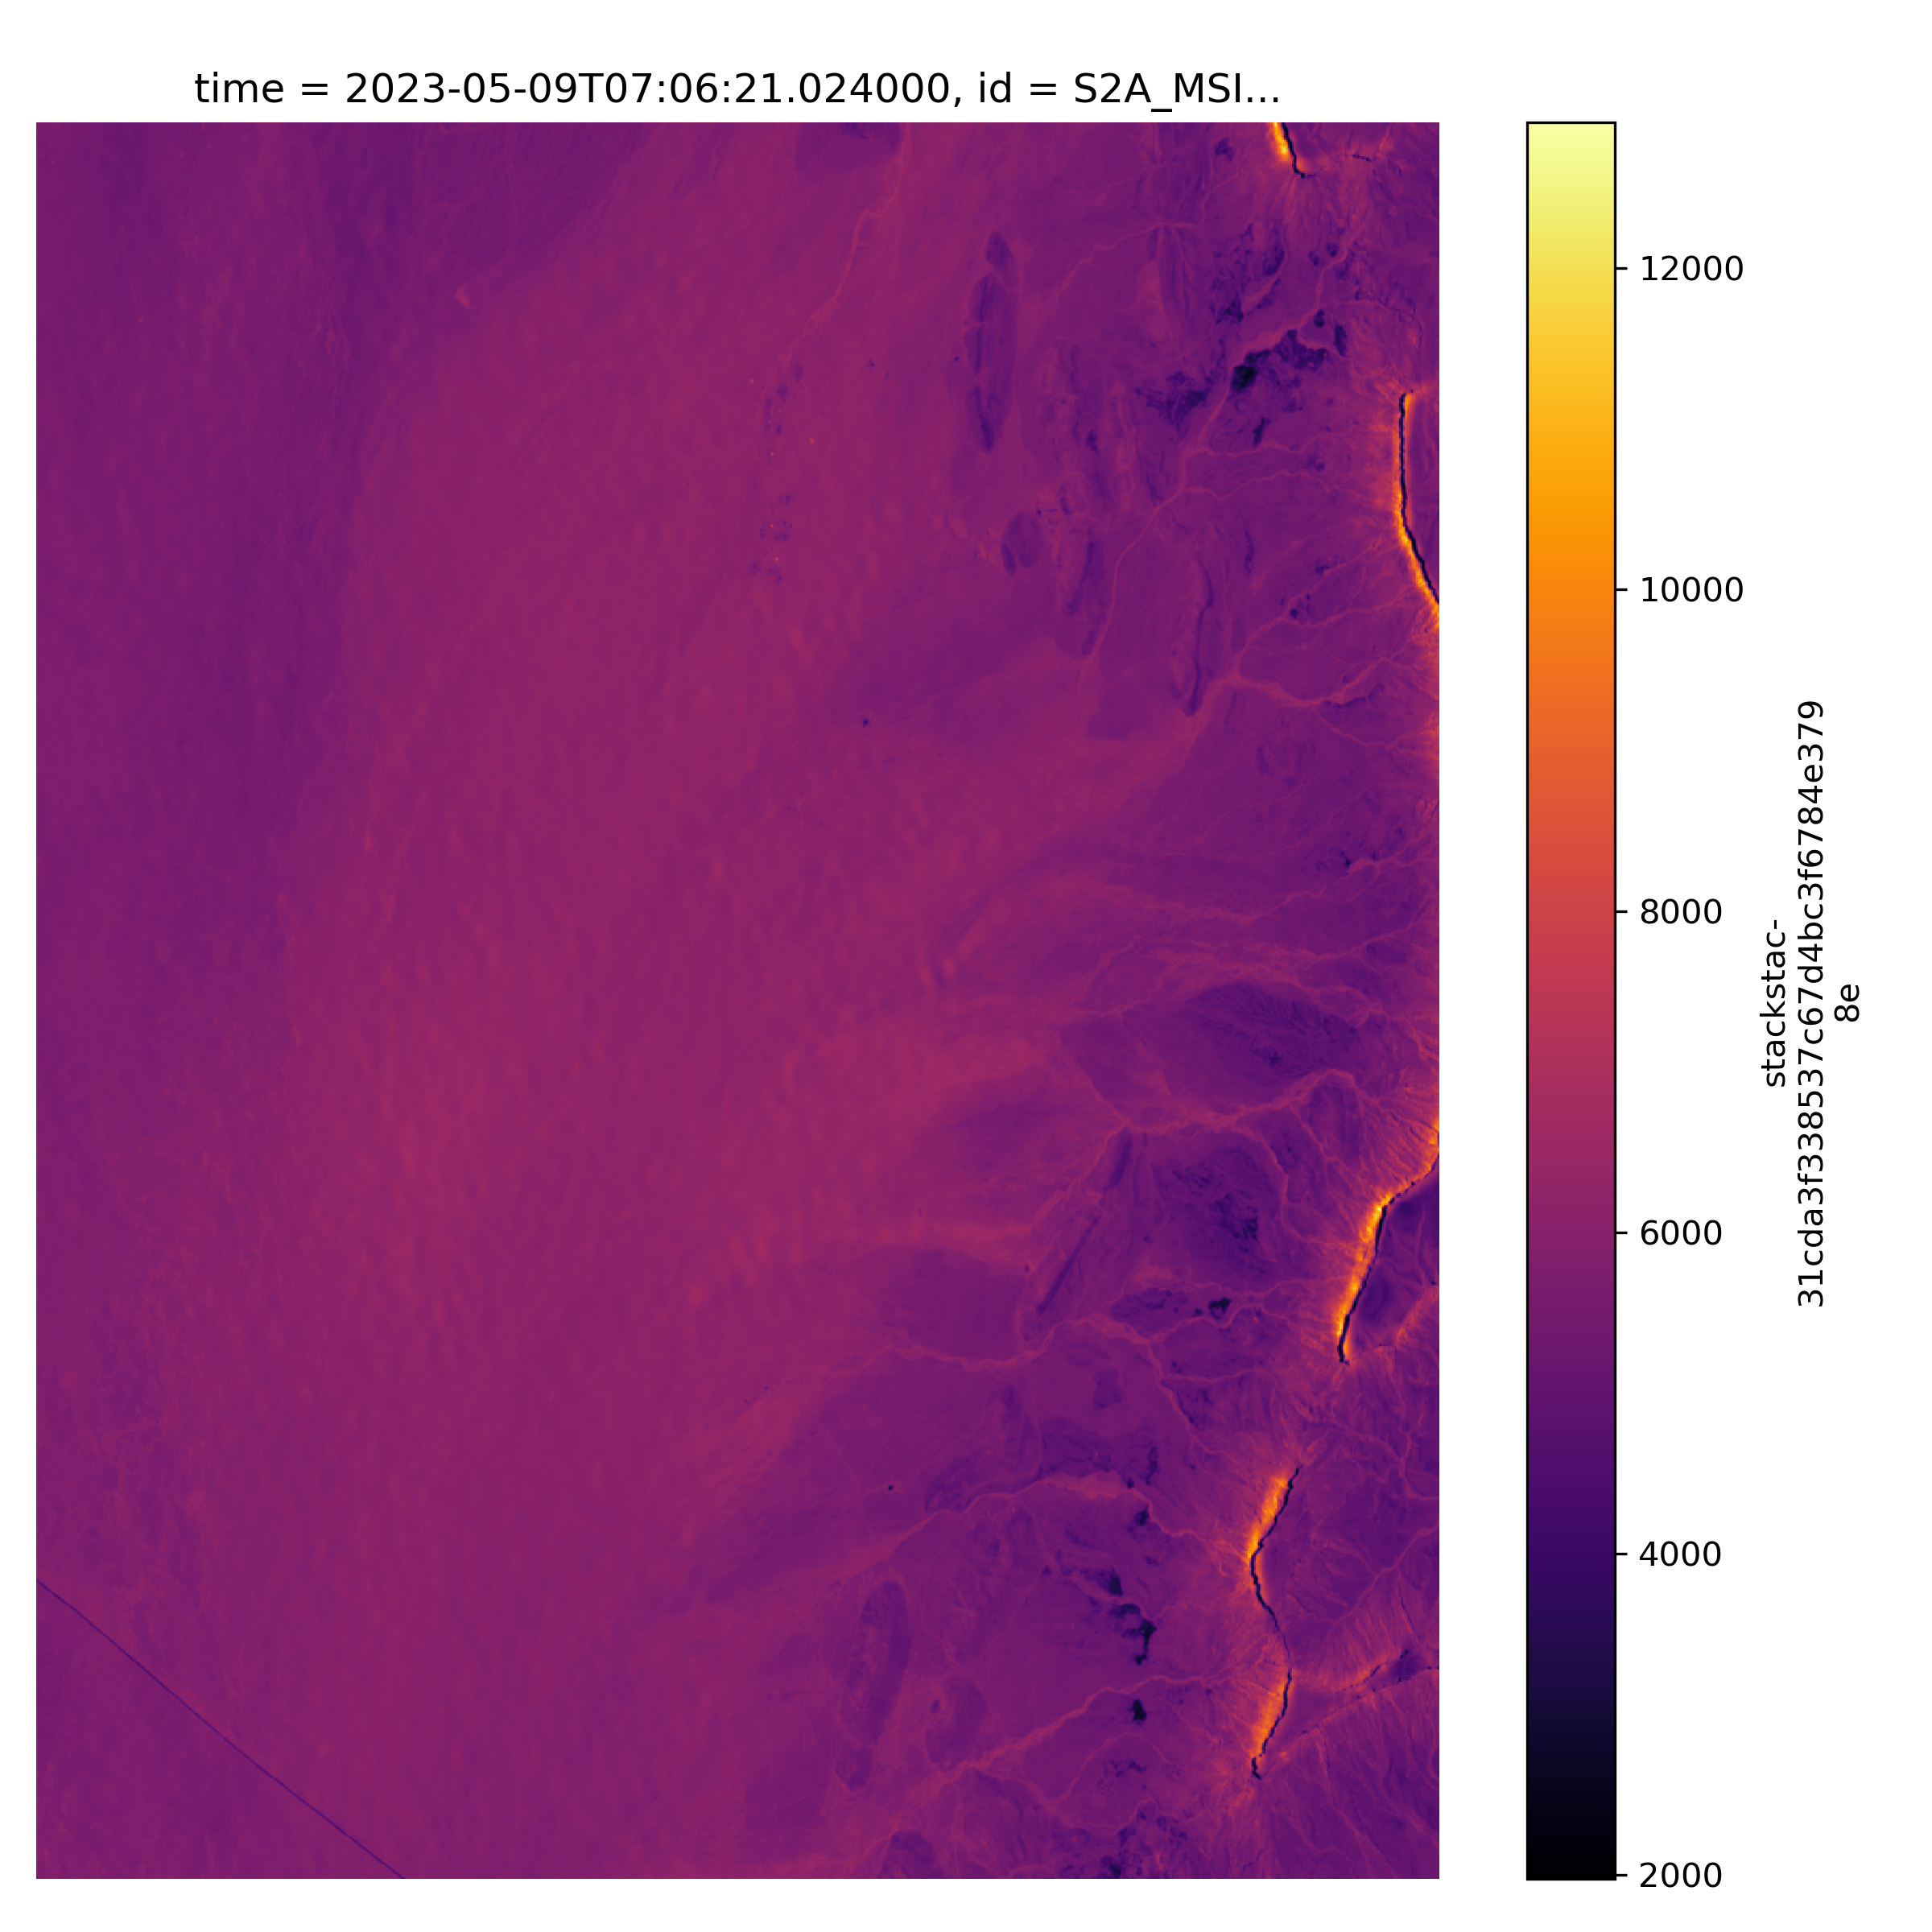 time = 2023-05-09T07:06:21.024000, id = S2A_MSI...
12000
10000
8000
6000
4000
2000
stackstac-
31cda3f338537c67d4bc3f6784e379
8e